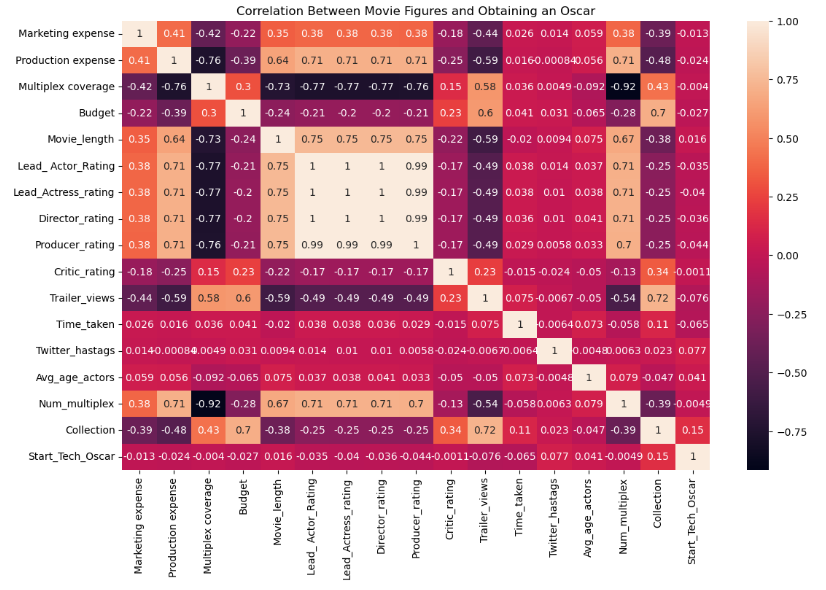 Correlation Between Movie Figures and Obtaining an Oscar
Marketing expense 1 0.41 -0.42 -0.22 0.35 0.38 0.38 0.38 0.38 -0.18 -0.44 0.026 0.014 0.059 0.38 -0.39 -0.013
Production expense 0.41 1 -0.76 -0.39 0.64 0.71 0.71 0.71 0.71 -0.25 -0.59 0.016 -0.00084 0.056 0.71 -0.48 -0.024
Multiplex coverage -0.42 -0.76 1 0.3 -0.73 -0.77 -0.77 -0.77 -0.76 0.15 0.58 0.036 0.0049 -0.092 -0.92 0.43 -0.004
Budget -0.22 -0.39 0.3 1 -0.24 -0.21 -0.2 -0.2 -0.21 0.23 0.6 0.041 0.031 -0.065 -0.28 0.7 -0.027
Movie_length 0.35 0.64 -0.73 -0.24 1 0.75 0.75 0.75 0.75 -0.22 -0.59 -0.02 0.0094 0.075 0.67 -0.38 0.016
Lead_ Actor_Rating 0.38 0.71 -0.77 -0.21 0.75 1 1 1 0.99 -0.17 -0.49 0.038 0.014 0.037 0.71 -0.25 -0.035
Lead_Actress_rating 0.38 0.71 -0.77 -0.2 0.75 1 1 1 0.99 -0.17 -0.49 0.038 0.01 0.038 0.71 -0.25 -0.04
Director_rating 0.38 0.71 -0.77 -0.2 0.75 1 1 1 0.99 -0.17 -0.49 0.036 0.01 0.041 0.71 -0.25 -0.036
Producer_rating 0.38 0.71 -0.76 -0.21 0.75 0.99 0.99 0.99 1 -0.17 -0.49 0.029 0.0058 0.033 0.7 -0.25 -0.044
Critic_rating -0.18 -0.25 0.15 0.23 -0.22 -0.17 -0.17 -0.17 -0.17 1 0.23 -0.015 -0.024 -0.05 -0.13 0.34 -0.0011
Trailer_views -0.44 -0.59 0.58 0.6 -0.59 -0.49 -0.49 -0.49 -0.49 0.23 1 0.075 -0.0067 -0.05 -0.54 0.72 -0.076
Time_taken 0.026 0.016 0.036 0.041 -0.02 0.038 0.038 0.036 0.029 -0.015 0.075 1 -0.0064 0.073 -0.058 0.11 -0.065
Twitter_hastags 0.014 -0.00084 0.0049 0.031 0.0094 0.014 0.01 0.01 0.0058 -0.024 -0.0067 -0.0064 1 -0.0048 0.0063 0.023 0.077
Avg_age_actors 0.059 0.056 -0.092 -0.065 0.075 0.037 0.038 0.041 0.033 -0.05 -0.05 0.073 -0.0048 1 0.079 -0.047 0.041
Num_multiplex 0.38 0.71 -0.92 -0.28 0.67 0.71 0.71 0.71 0.7 -0.13 -0.54 -0.058 0.0063 0.079 1 -0.39 -0.0049
Collection -0.39 -0.48 0.43 0.7 -0.38 -0.25 -0.25 -0.25 -0.25 0.34 0.72 0.11 0.023 -0.047 -0.39 1 0.15
Start_Tech_Oscar -0.013 -0.024 -0.004 -0.027 0.016 -0.035 -0.04 -0.036 -0.044 -0.0011 -0.076 -0.065 0.077 0.041 -0.0049 0.15 1
Marketing expense
Production expense
Multiplex coverage
Budget
Movie_length
Lead_ Actor_Rating
Lead_Actress_rating
Director_rating
Producer_rating
Critic_rating
Trailer_views
Time_taken
Twitter_hastags
Avg_age_actors
Num_multiplex
Collection
Start_Tech_Oscar
1.00
0.75
0.50
0.25
0.00
−0.25
−0.50
−0.75